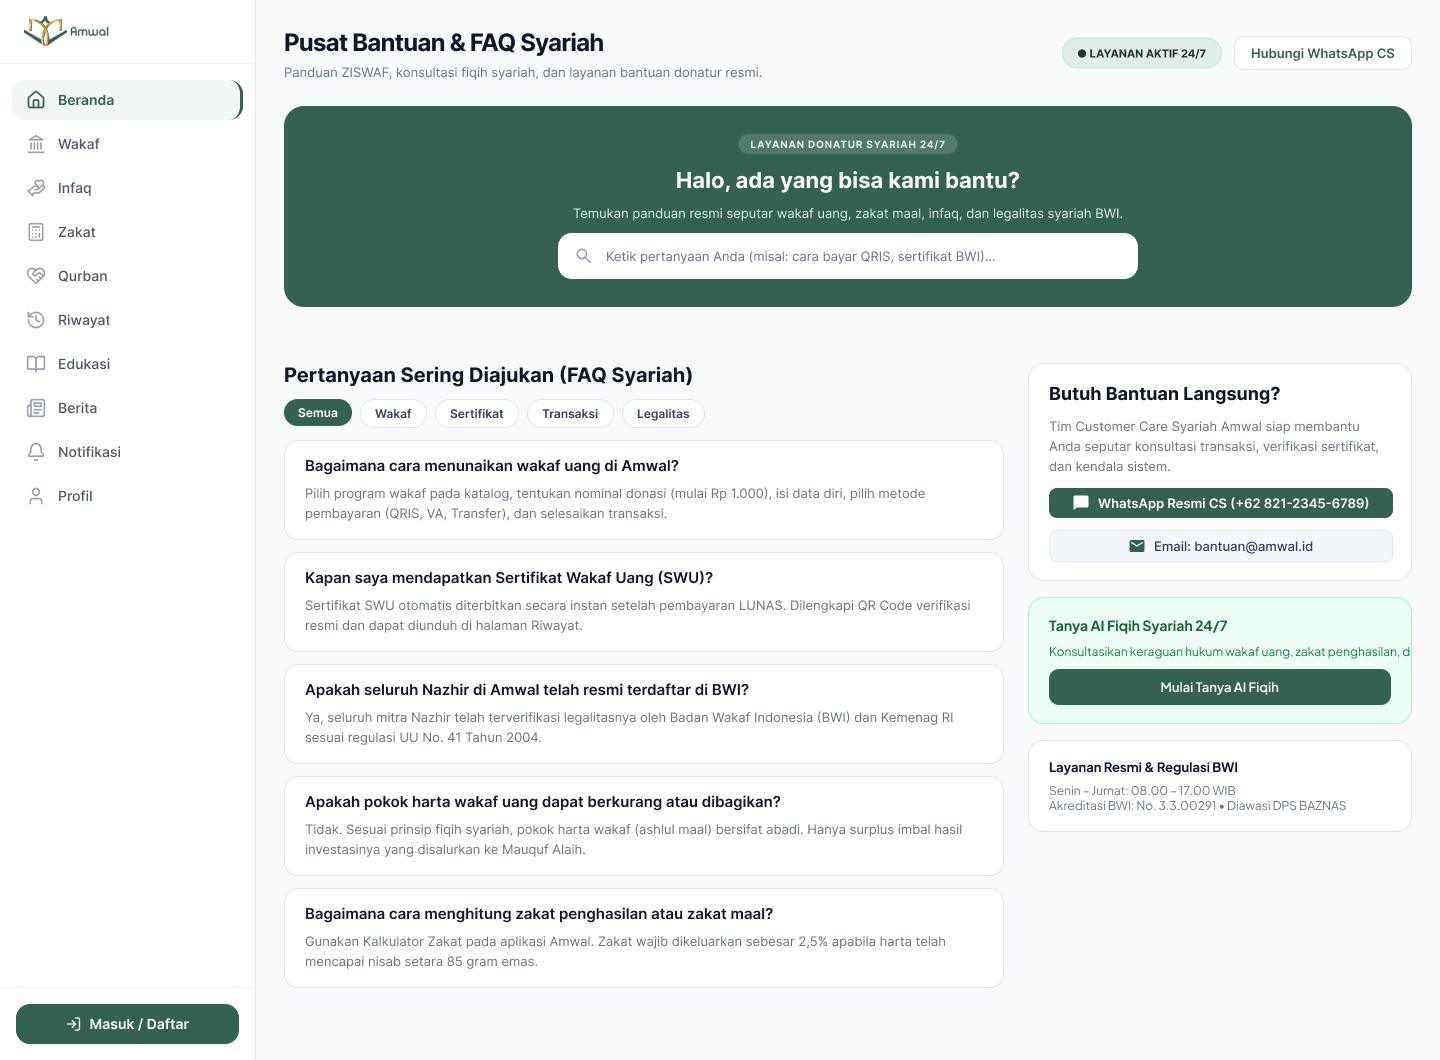 Amwal
Beranda
Wakaf
Infaq
Zakat
Qurban
Riwayat
Edukasi
Berita
Notifikasi
Profil
Masuk / Daftar
Pusat Bantuan & FAQ Syariah
Panduan ZISWAF, konsultasi fiqih syariah, dan layanan bantuan donatur resmi.
● LAYANAN AKTIF 24/7
Hubungi WhatsApp CS
LAYANAN DONATUR SYARIAH 24/7
Halo, ada yang bisa kami bantu?
Temukan panduan resmi seputar wakaf uang, zakat maal, infaq, dan legalitas syariah BWI.
Ketik pertanyaan Anda (misal: cara bayar QRIS, sertifikat BWI)...
Pertanyaan Sering Diajukan (FAQ Syariah)
Semua
Wakaf
Sertifikat
Transaksi
Legalitas
Bagaimana cara menunaikan wakaf uang di Amwal?
Pilih program wakaf pada katalog, tentukan nominal donasi (mulai Rp 1.000), isi data diri, pilih metode
pembayaran (QRIS, VA, Transfer), dan selesaikan transaksi.
Kapan saya mendapatkan Sertifikat Wakaf Uang (SWU)?
Sertifikat SWU otomatis diterbitkan secara instan setelah pembayaran LUNAS. Dilengkapi QR Code verifikasi
resmi dan dapat diunduh di halaman Riwayat.
Apakah seluruh Nazhir di Amwal telah resmi terdaftar di BWI?
Ya, seluruh mitra Nazhir telah terverifikasi legalitasnya oleh Badan Wakaf Indonesia (BWI) dan Kemenag RI
sesuai regulasi UU No. 41 Tahun 2004.
Apakah pokok harta wakaf uang dapat berkurang atau dibagikan?
Tidak. Sesuai prinsip fiqih syariah, pokok harta wakaf (ashlul maal) bersifat abadi. Hanya surplus imbal hasil
investasinya yang disalurkan ke Mauquf Alaih.
Bagaimana cara menghitung zakat penghasilan atau zakat maal?
Gunakan Kalkulator Zakat pada aplikasi Amwal. Zakat wajib dikeluarkan sebesar 2,5% apabila harta telah
mencapai nisab setara 85 gram emas.
Butuh Bantuan Langsung?
Tim Customer Care Syariah Amwal siap membantu
Anda seputar konsultasi transaksi, verifikasi sertifikat,
dan kendala sistem.
WhatsApp Resmi CS (+62 821-2345-6789)
Email: bantuan@amwal.id
Tanya AI Fiqih Syariah 24/7
Konsultasikan keraguan hukum wakaf uang, zakat penghasilan, d
Mulai Tanya AI Fiqih
Layanan Resmi & Regulasi BWI
Senin – Jumat: 08.00 – 17.00 WIB
Akreditasi BWI: No. 3.3.00291 • Diawasi DPS BAZNAS